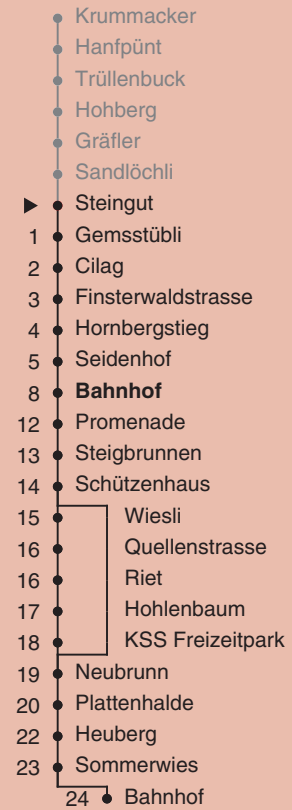 Krummacker
Hanfpünt
Trüllenbuck
Hohberg
Gräfler
Sandlöchli
Steingut
1 Gemsstübli
2 Cilag
3 Finsterwaldstrasse
4 Hornbergstieg
5 Seidenhof
8 Bahnhof
12 Promenade
13 Steigbrunnen
14 Schützenhaus
15 Wiesli
16 Quellenstrasse
16 Riet
17 Hohlenbaum
18 KSS Freizeitpark
19 Neubrunn
20 Plattenhalde
22 Heuberg
23 Sommerwies
24 Bahnhof